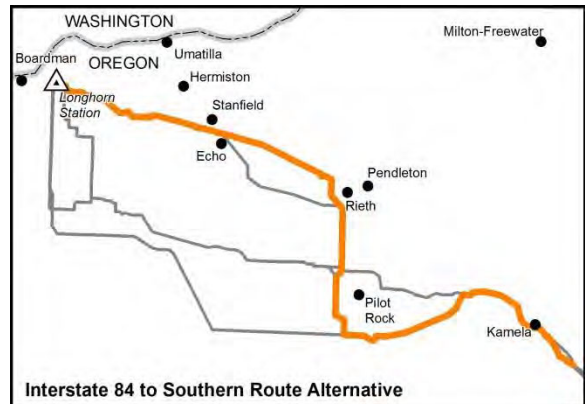 WASHINGTON
OREGON
Milton-Freewater
Umatilla
Boardman
Hermiston
Longhorn
Station
Stanfield
Echo
Pendleton
Rieth
Pilot
Rock
Kamela
Interstate 84 to Southern Route Alternative